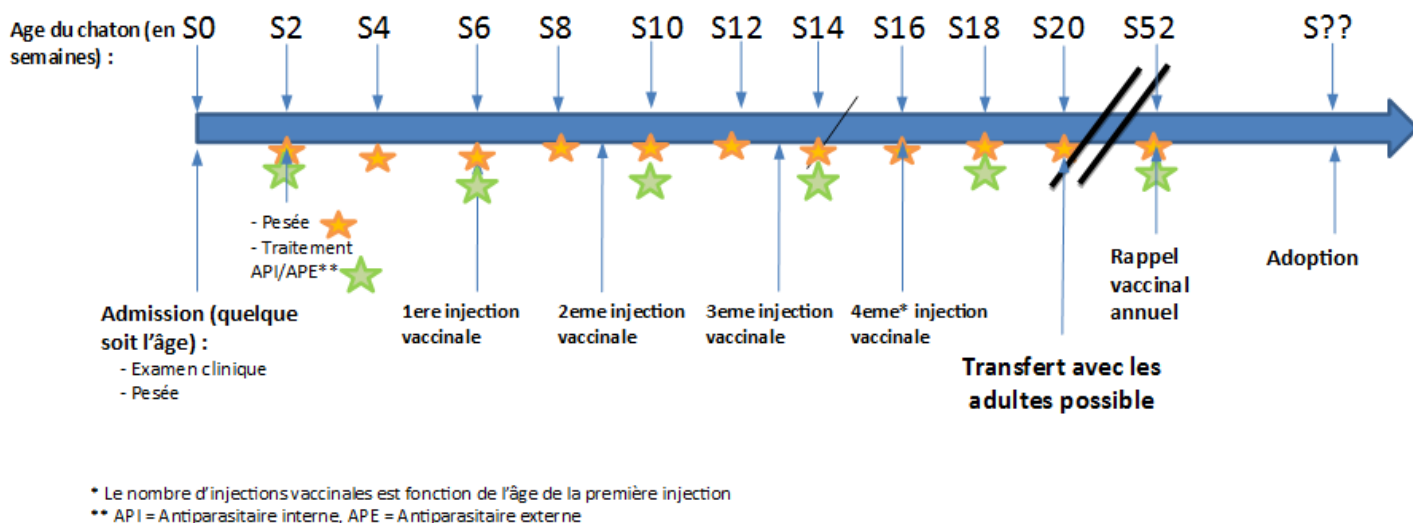 Age du chaton (en
semaines) :
S0 S2 S4 S6 S8 S10 S12 S14 S16 S18 S20 S52 S??
- Pesée
- Traitement
API/APE**
Admission (quelque
soit l'âge) :
- Examen clinique
- Pesée
1ere injection
vaccinale
2eme injection
vaccinale
3eme injection
vaccinale
4eme* injection
vaccinale
Transfert avec les
adultes possible
Rappel
vaccinal
annuel
Adoption
* Le nombre d'injections vaccinales est fonction de l'âge de la première injection
** API = Antiparasitaire interne, APE = Antiparasitaire externe